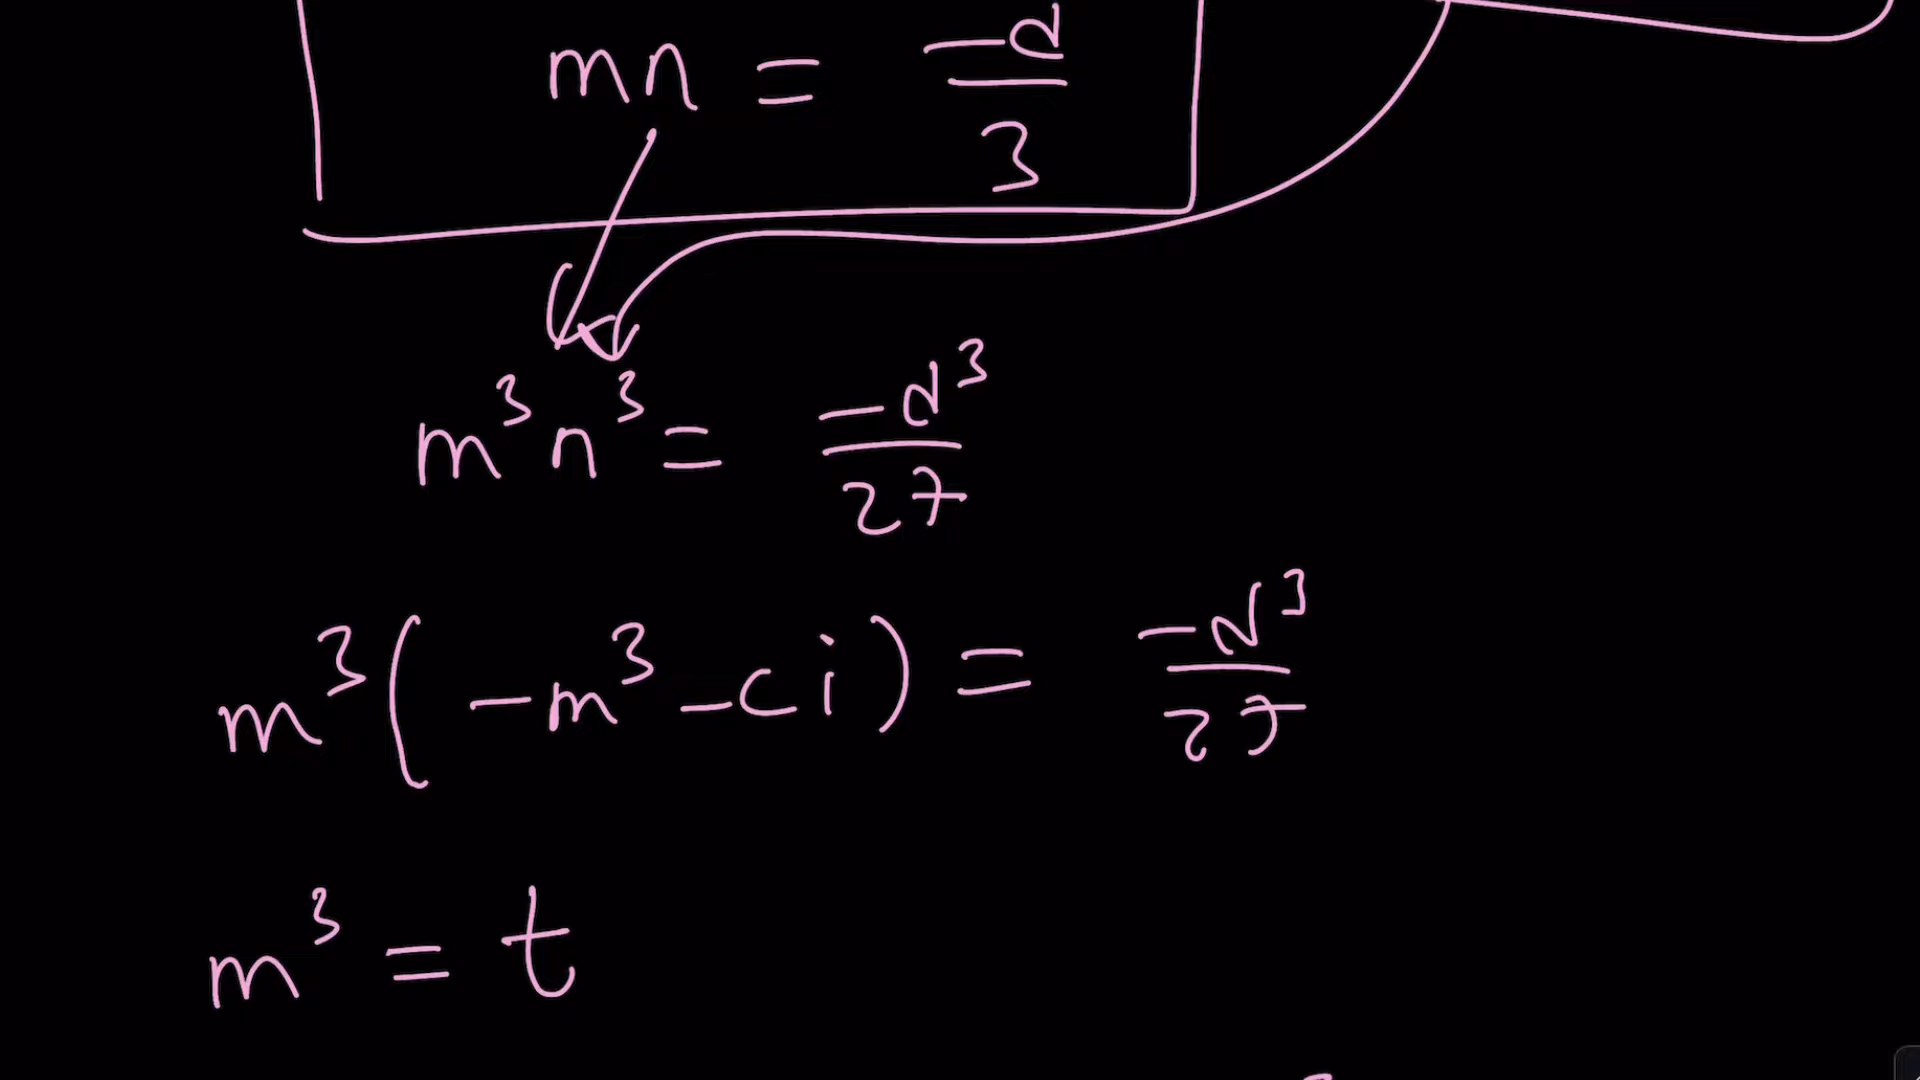 mn = -d/3
m³n³ = -d³/27
m³(-m³-ci) = -d³/27
m³ = t